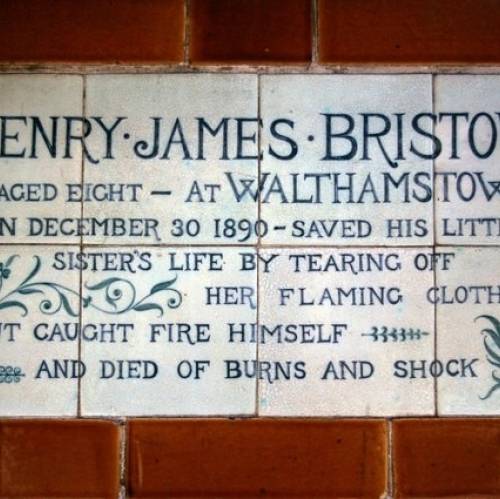 ENRY·JAMES·BRISTO
AGED EIGHT - AT WALTHAMSTOW
N DECEMBER 30 1890 - SAVED HIS LITT
SISTER'S LIFE BY TEARING OFF
HER FLAMING CLOTH
UT CAUGHT FIRE HIMSELF
AND DIED OF BURNS AND SHOCK